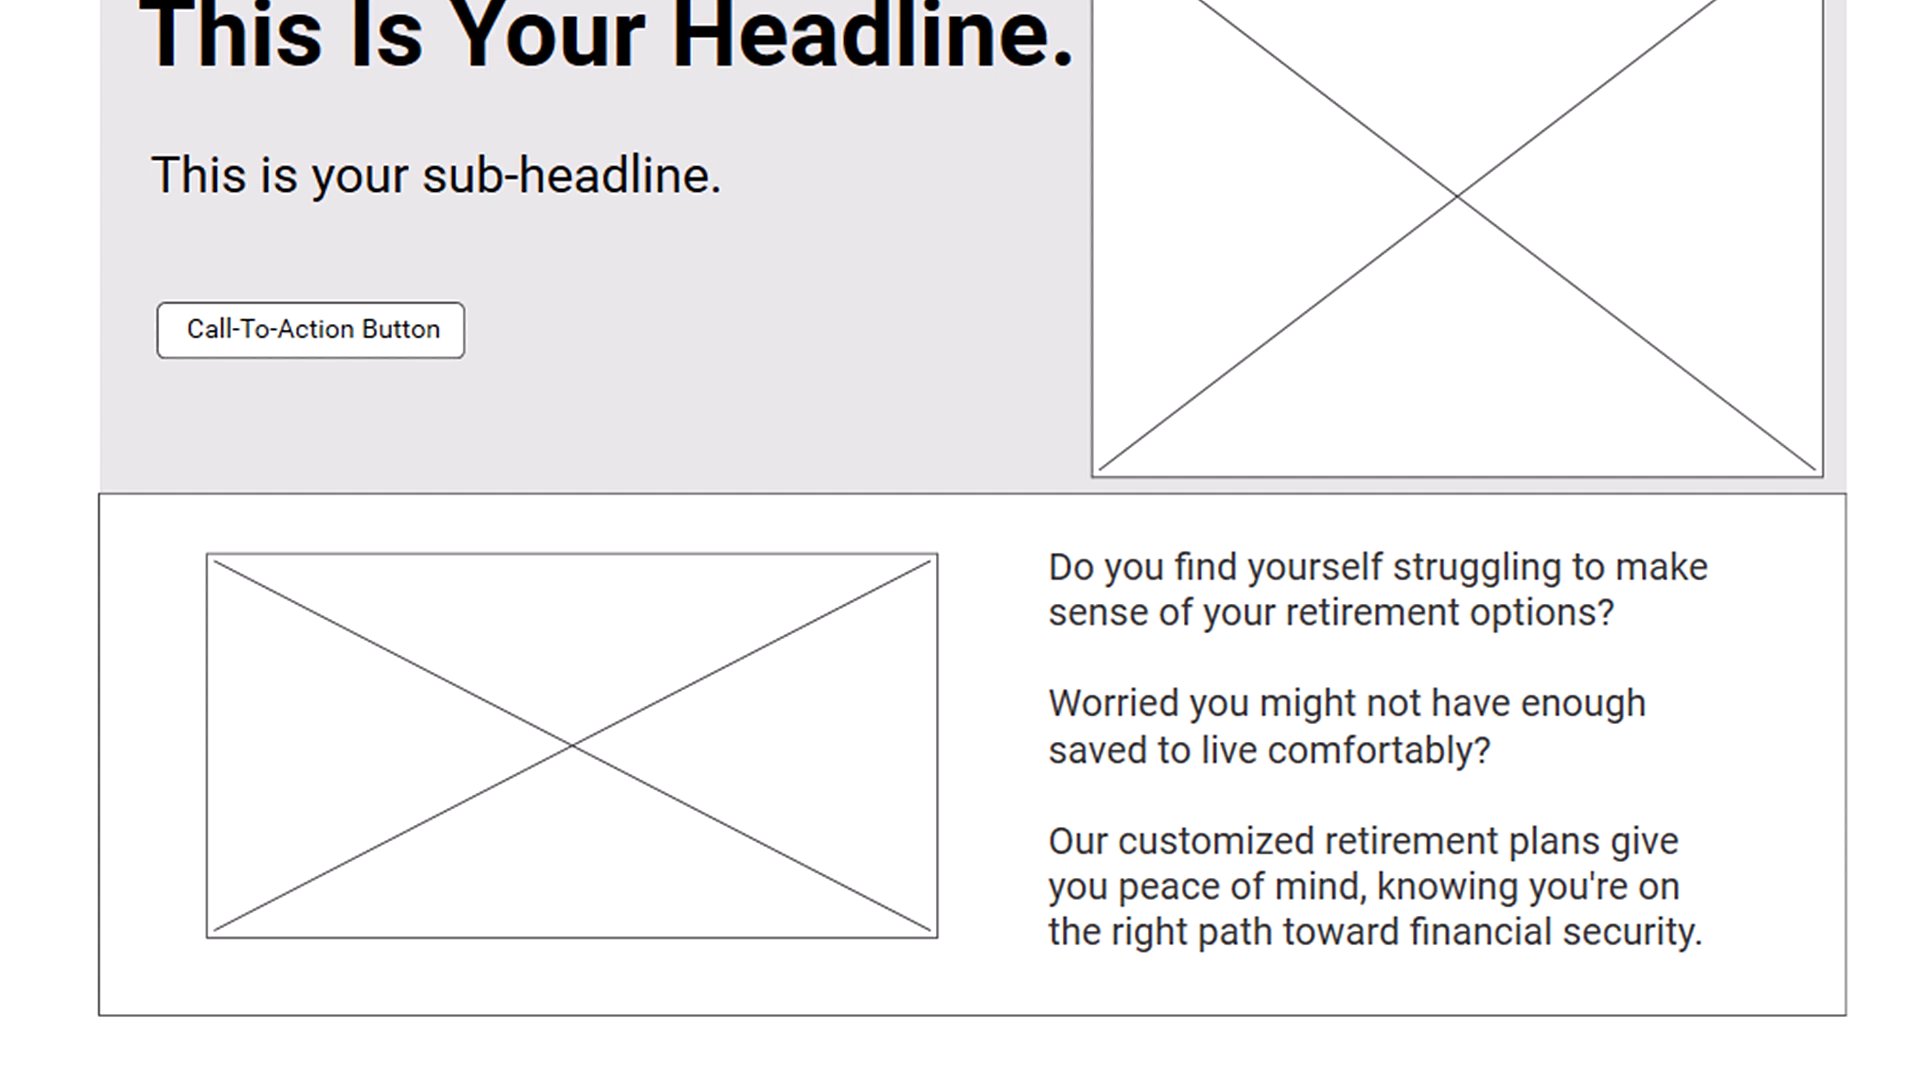 This Is Your Headline.
This is your sub-headline.
Call-To-Action Button
Do you find yourself struggling to make
sense of your retirement options?
Worried you might not have enough
saved to live comfortably?
Our customized retirement plans give
you peace of mind, knowing you're on
the right path toward financial security.